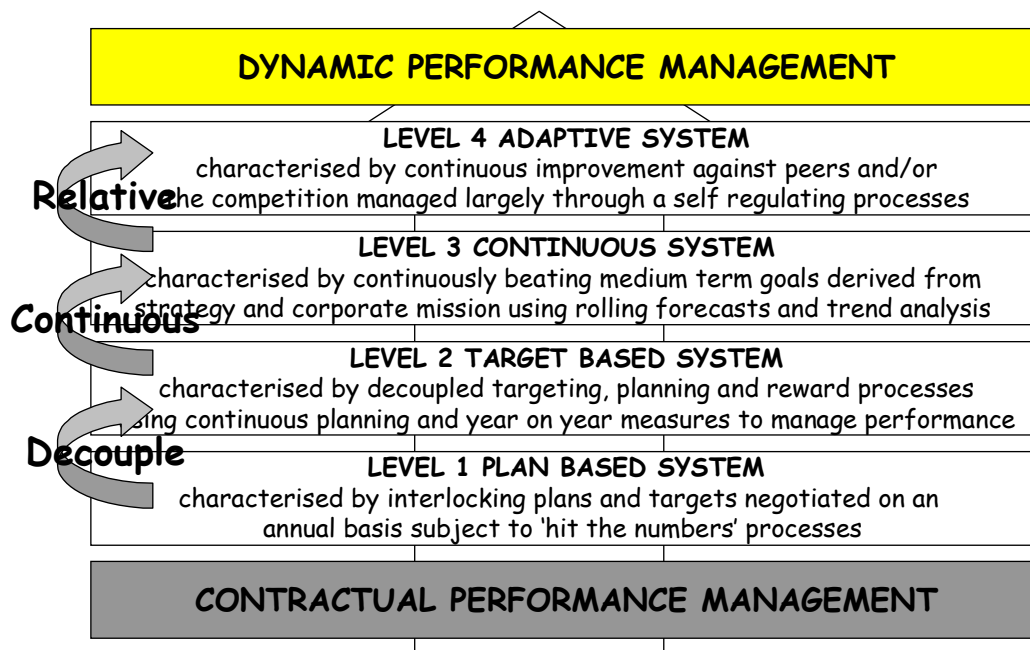 DYNAMIC PERFORMANCE MANAGEMENT
LEVEL 4 ADAPTIVE SYSTEM
characterised by continuous improvement against peers and/or
the competition managed largely through a self regulating processes
Relative
LEVEL 3 CONTINUOUS SYSTEM
characterised by continuously beating medium term goals derived from
strategy and corporate mission using rolling forecasts and trend analysis
Continuous
LEVEL 2 TARGET BASED SYSTEM
characterised by decoupled targeting, planning and reward processes
using continuous planning and year on year measures to manage performance
Decouple
LEVEL 1 PLAN BASED SYSTEM
characterised by interlocking plans and targets negotiated on an
annual basis subject to ‘hit the numbers’ processes
CONTRACTUAL PERFORMANCE MANAGEMENT